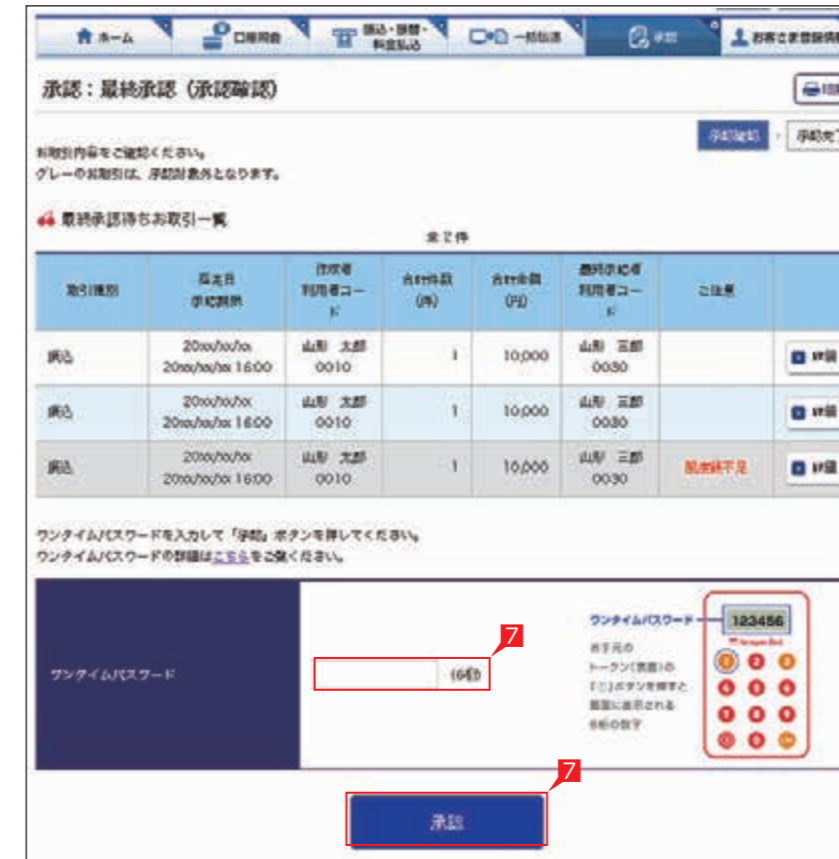 ホーム
口座照会
振込・振替・
料金払込
一括伝送
承認
お客さま登録情報
承認：最終承認（承認確認）
承認確認
承認完了
お取引内容をご確認ください。
グレーのお取引は、承認対象外となります。
最終承認待ちお取引一覧
取引種別
指定日
承認期限
作成者
利用者コー
ド
合計件数
(件)
合計金額
(円)
最終承認者
利用者コー
ド
ご注意
振込
20xx/xx/xx
20xx/xx/xx 16:00
山形 太郎
0010
1
10,000
山形 三郎
0030
詳細
振込
20xx/xx/xx
20xx/xx/xx 16:00
山形 太郎
0010
1
10,000
山形 三郎
0030
詳細
振込
20xx/xx/xx
20xx/xx/xx 16:00
山形 太郎
0010
1
10,000
山形 三郎
0030
限度額不足
詳細
ワンタイムパスワードを入力して「承認」ボタンを押してください。
ワンタイムパスワードの詳細はこちらをご覧ください。
ワンタイムパスワード
7
(6桁)
ワンタイムパスワード
123456
お手元の
トークン(表面)の
「①」ボタンを押すと
画面に表示される
6桁の数字
7
承認